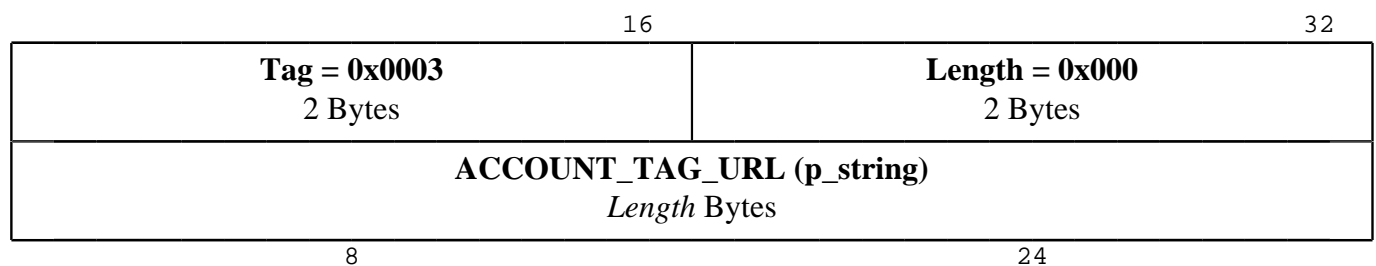 16 32
Tag = 0x0003 Length = 0x000
2 Bytes 2 Bytes
ACCOUNT_TAG_URL (p_string)
Length Bytes
8 24